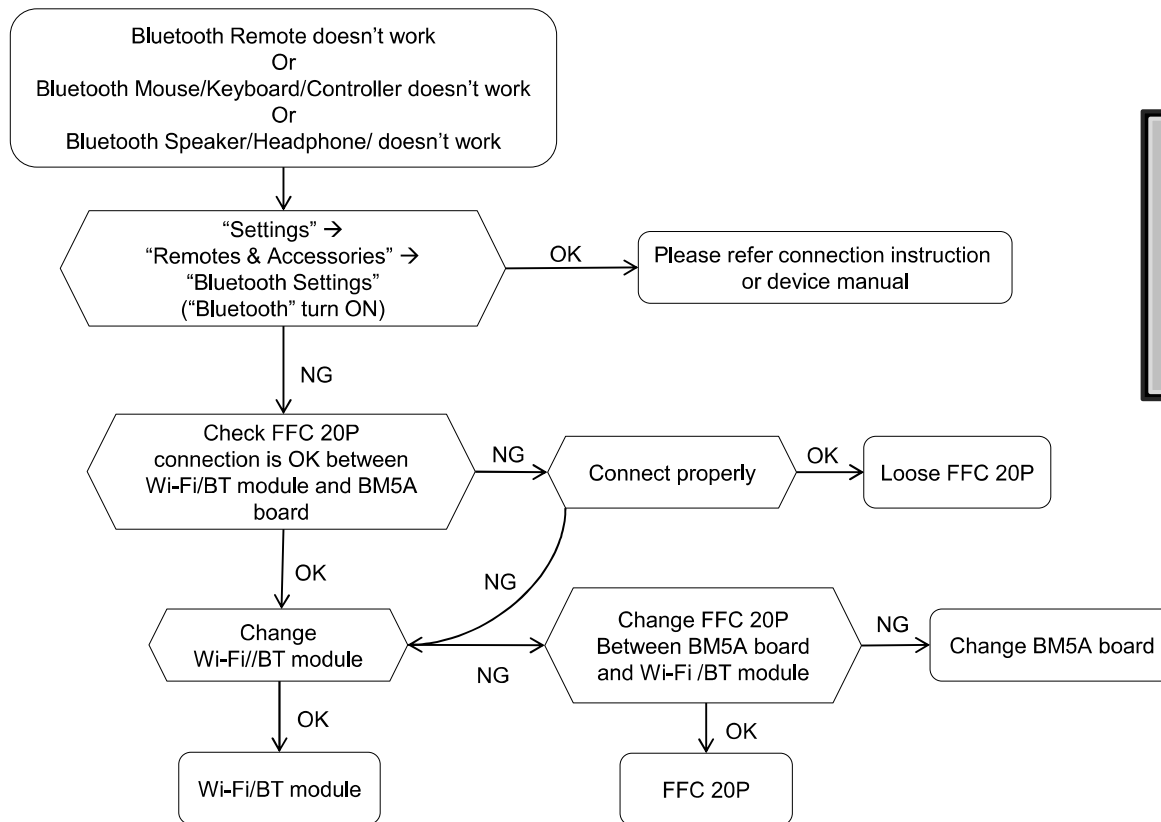 Bluetooth Remote doesn’t work
Or
Bluetooth Mouse/Keyboard/Controller doesn’t work
Or
Bluetooth Speaker/Headphone/ doesn’t work
“Settings” →
“Remotes & Accessories” →
“Bluetooth Settings”
(“Bluetooth” turn ON)
OK
Please refer connection instruction
or device manual
NG
Check FFC 20P
connection is OK between
Wi-Fi/BT module and BM5A
board
NG
Connect properly
OK
Loose FFC 20P
OK
NG
Change
Wi-Fi//BT module
NG
Change FFC 20P
Between BM5A board
and Wi-Fi /BT module
NG
Change BM5A board
OK
Wi-Fi/BT module
OK
FFC 20P